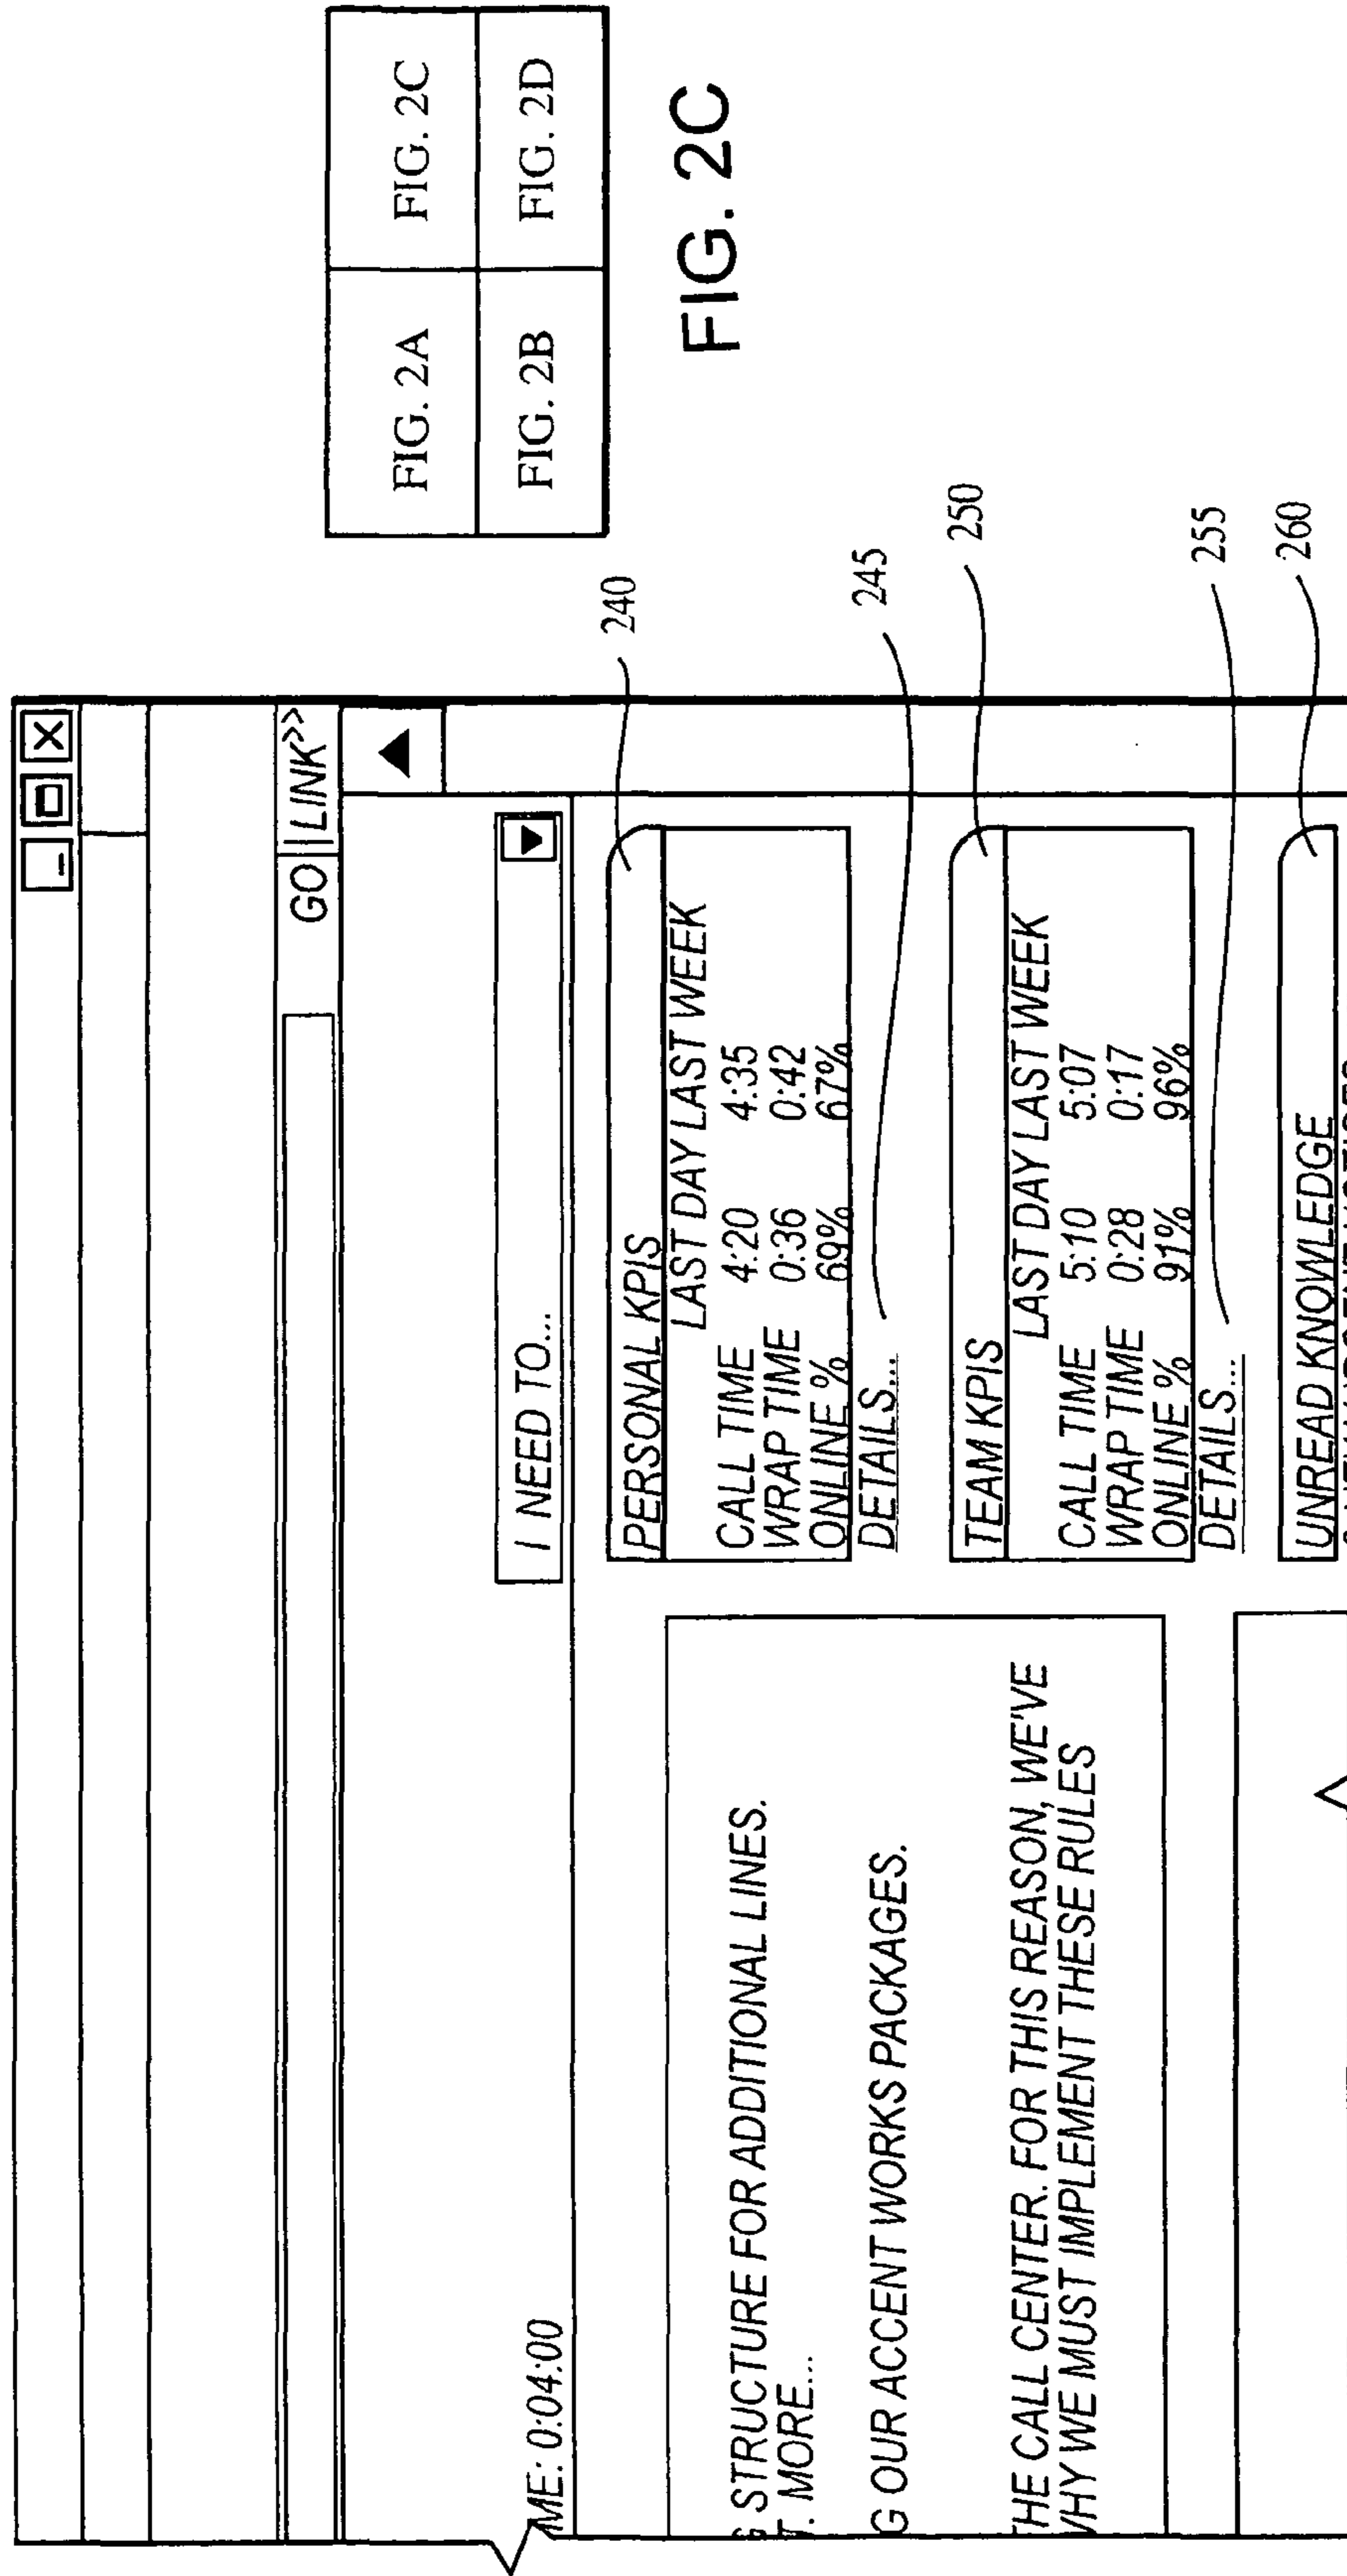 GO LINK>>
ME: 0:04:00
I NEED TO...
STRUCTURE FOR ADDITIONAL LINES.
T. MORE...
G OUR ACCENT WORKS PACKAGES.
HE CALL CENTER. FOR THIS REASON, WE'VE
HY WE MUST IMPLEMENT THESE RULES
PERSONAL KPIS
LAST DAY LAST WEEK
CALL TIME 4:20 4:35
WRAP TIME 0:36 0:42
ONLINE % 69% 67%
DETAILS...
TEAM KPIS
LAST DAY LAST WEEK
CALL TIME 5:10 5:07
WRAP TIME 0:28 0:17
ONLINE % 91% 96%
DETAILS...
UNREAD KNOWLEDGE
240
245
250
255
260
FIG. 2A FIG. 2C
FIG. 2B FIG. 2D
FIG. 2C